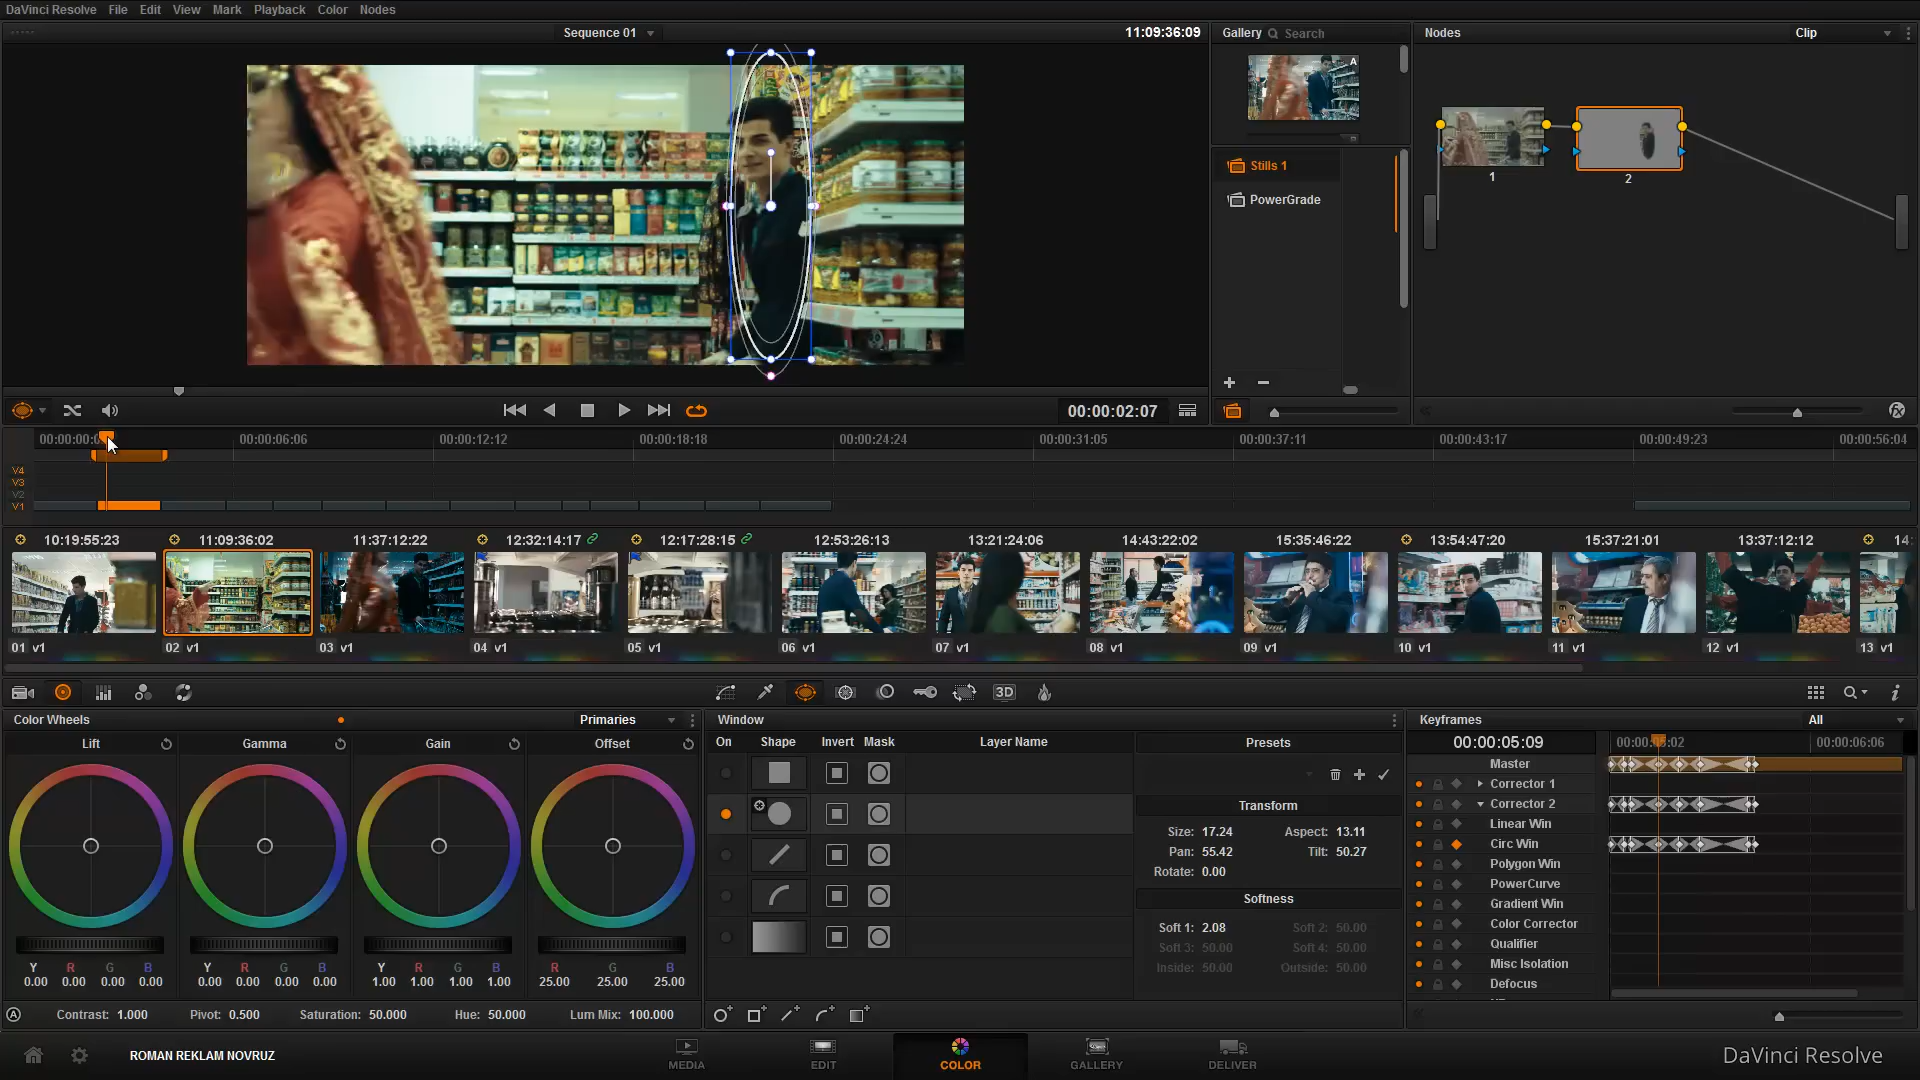 DaVinci Resolve File Edit View Mark Playback Color Nodes
Sequence 01 11:09:36:09 Gallery Search Nodes Clip
A
1 2
Stills 1
PowerGrade
00:00:02:07
fx
00:00:00:0 00:00:06:06 00:00:12:12 00:00:18:18 00:00:24:24 00:00:31:05 00:00:37:11 00:00:43:17 00:00:49:23 00:00:56:04
V4
V3
V2
V1
10:19:55:23 11:09:36:02 11:37:12:22 12:32:14:17 12:17:28:15 12:53:26:13 13:21:24:06 14:43:22:02 15:35:46:22 13:54:47:20 15:37:21:01 13:37:12:12 14:
01 v1 02 v1 03 v1 04 v1 05 v1 06 v1 07 v1 08 v1 09 v1 10 v1 11 v1 12 v1 13 v1
3D
Color Wheels Primaries Window Keyframes All
Lift Gamma Gain Offset
On Shape Invert Mask Layer Name Presets
00:00:05:09 00:00: :02 00:00:06:06
Transform
Size: 17.24 Aspect: 13.11
Pan: 55.42 Tilt: 50.27
Rotate: 0.00
Softness
Soft 1: 2.08 Soft 2: 50.00
Soft 3: 50.00 Soft 4: 50.00
Inside: 50.00 Outside: 50.00
Master
Corrector 1
Corrector 2
Linear Win
Circ Win
Polygon Win
PowerCurve
Gradient Win
Color Corrector
Qualifier
Misc Isolation
Defocus
Y R G B Y R G B Y R G B R G B
0.00 0.00 0.00 0.00 0.00 0.00 0.00 0.00 1.00 1.00 1.00 1.00 25.00 25.00 25.00
A Contrast: 1.000 Pivot: 0.500 Saturation: 50.000 Hue: 50.000 Lum Mix: 100.000
ROMAN REKLAM NOVRUZ MEDIA EDIT COLOR GALLERY DELIVER DaVinci Resolve